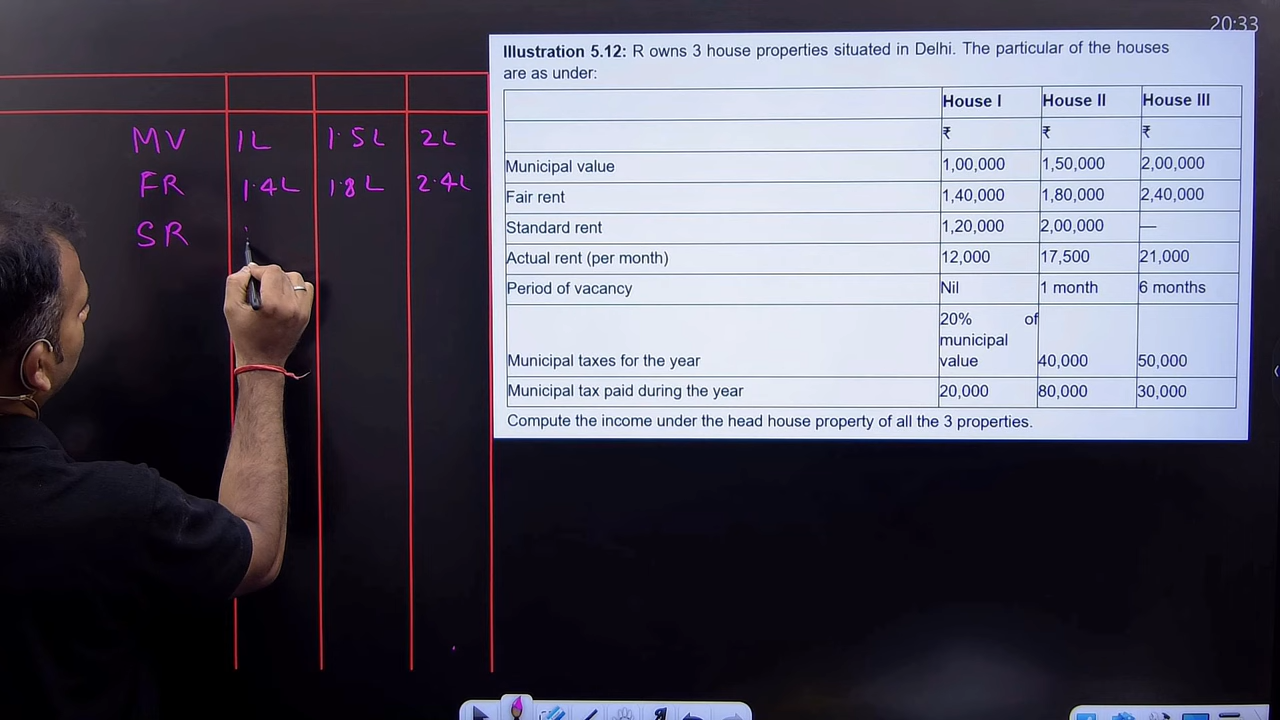 20:33
Illustration 5.12: R owns 3 house properties situated in Delhi. The particular of the houses
are as under:
House I House II House III
₹ ₹ ₹
Municipal value 1,00,000 1,50,000 2,00,000
Fair rent 1,40,000 1,80,000 2,40,000
Standard rent 1,20,000 2,00,000 —
Actual rent (per month) 12,000 17,500 21,000
Period of vacancy Nil 1 month 6 months
20% of
municipal
Municipal taxes for the year value 40,000 50,000
Municipal tax paid during the year 20,000 80,000 30,000
Compute the income under the head house property of all the 3 properties.
MV 1L 1.5L 2L
FR 1.4L 1.8L 2.4L
SR